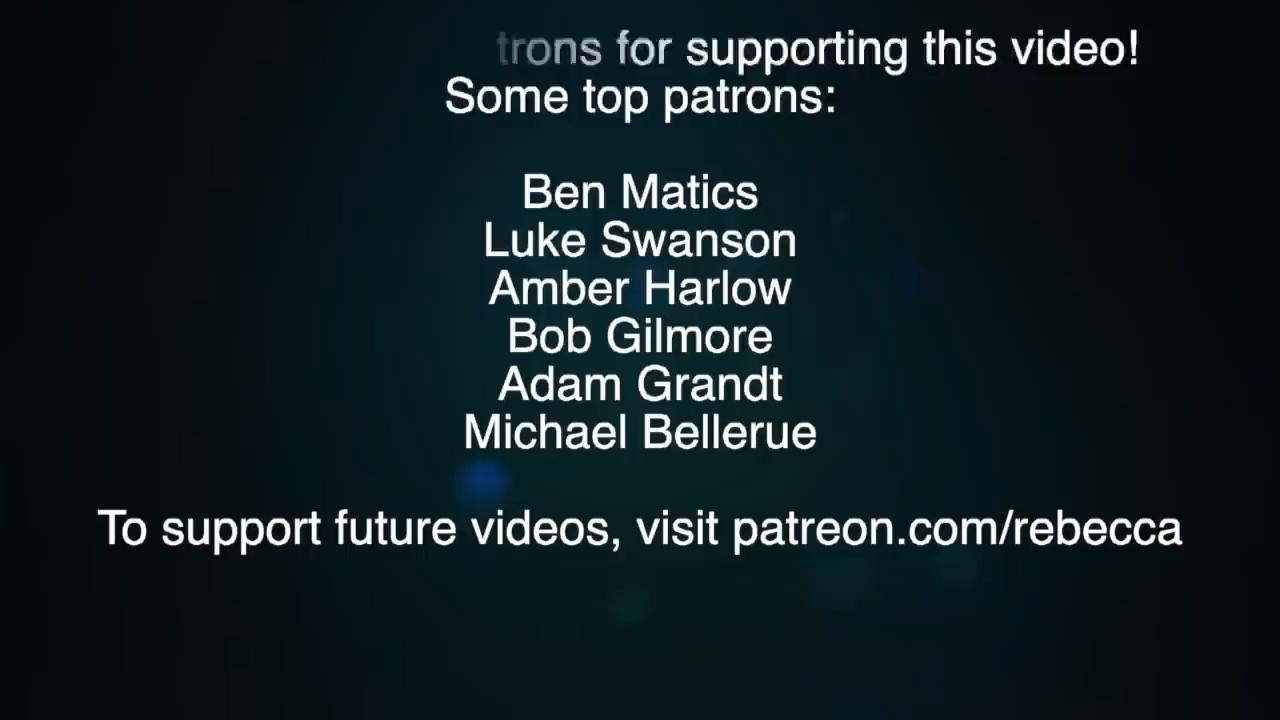 trons for supporting this video!
Some top patrons:
Ben Matics
Luke Swanson
Amber Harlow
Bob Gilmore
Adam Grandt
Michael Bellerue
To support future videos, visit patreon.com/rebecca